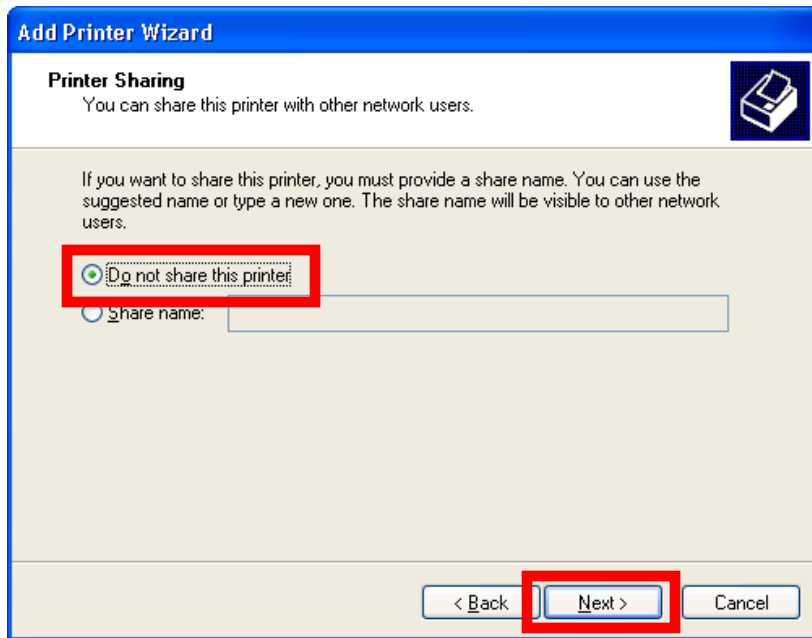 Add Printer Wizard
Printer Sharing
You can share this printer with other network users.
If you want to share this printer, you must provide a share name. You can use the
suggested name or type a new one. The share name will be visible to other network
users.
Do not share this printer
Share name:
< Back
Next >
Cancel